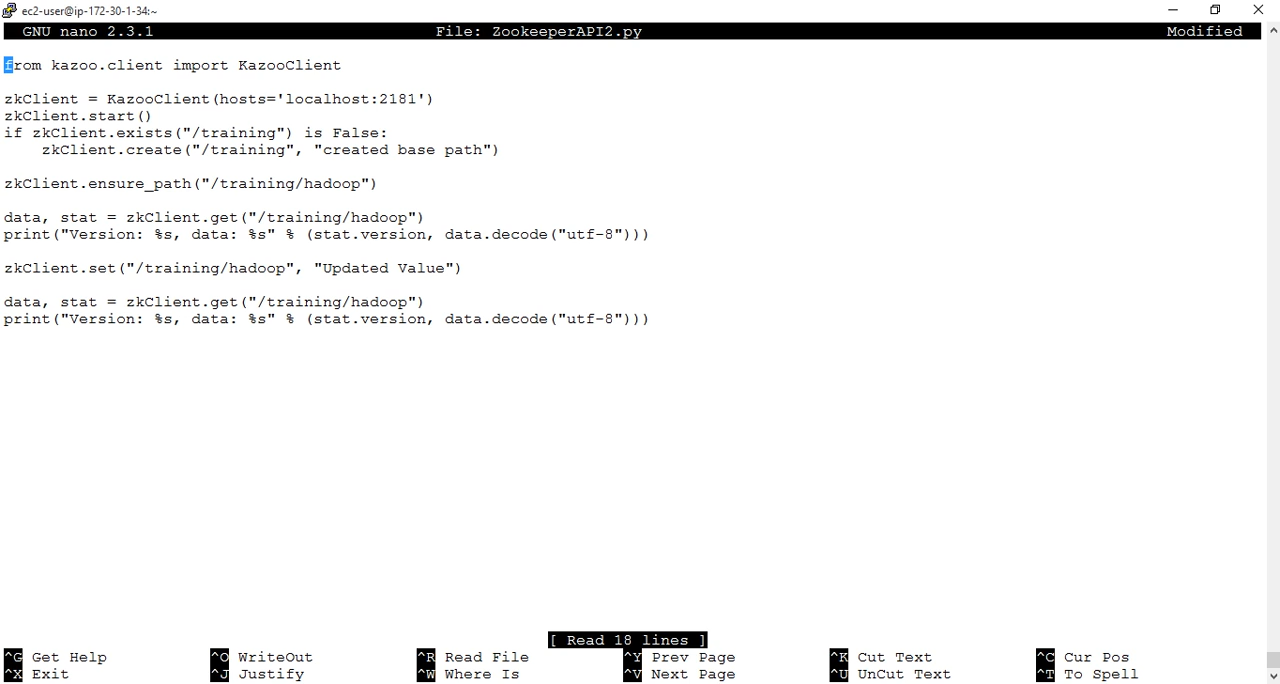 ec2-user@ip-172-30-1-34:~
GNU nano 2.3.1 File: ZookeeperAPI2.py Modified
from kazoo.client import KazooClient
zkClient = KazooClient(hosts='localhost:2181')
zkClient.start()
if zkClient.exists("/training") is False:
    zkClient.create("/training", "created base path")
zkClient.ensure_path("/training/hadoop")
data, stat = zkClient.get("/training/hadoop")
print("Version: %s, data: %s" % (stat.version, data.decode("utf-8")))
zkClient.set("/training/hadoop", "Updated Value")
data, stat = zkClient.get("/training/hadoop")
print("Version: %s, data: %s" % (stat.version, data.decode("utf-8")))
[ Read 18 lines ]
^G Get Help ^O WriteOut ^R Read File ^Y Prev Page ^K Cut Text ^C Cur Pos
^X Exit ^J Justify ^W Where Is ^V Next Page ^U UnCut Text ^T To Spell